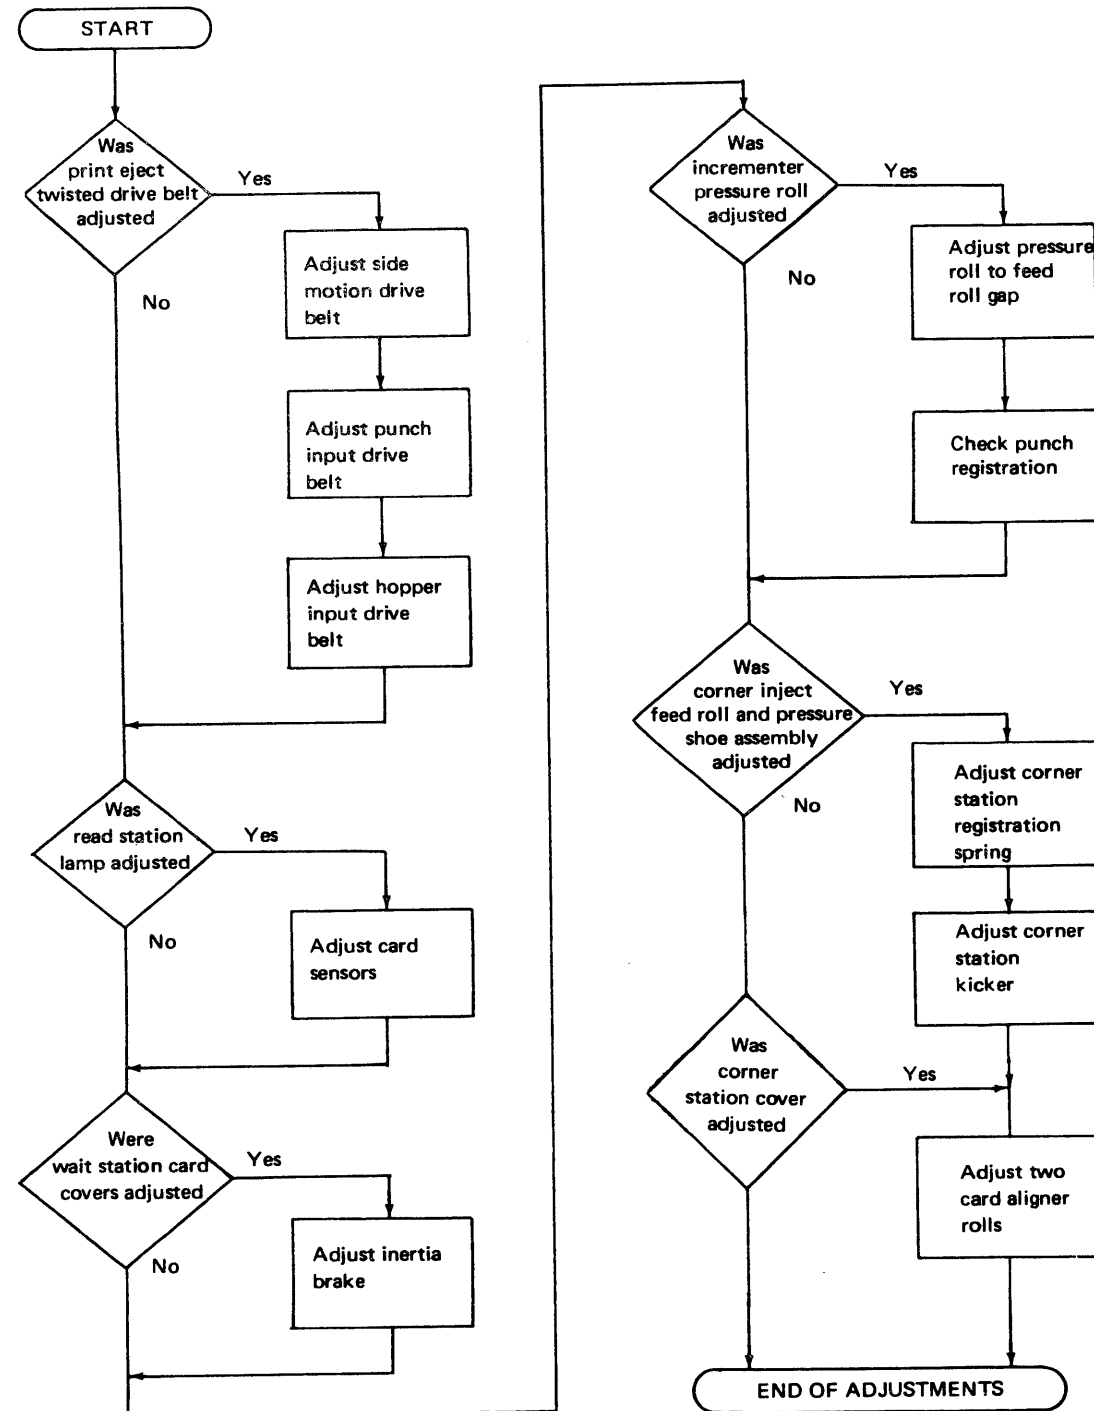 START
Was
print eject
twisted drive belt
adjusted
Yes
No
Adjust side
motion drive
belt
Adjust punch
input drive
belt
Adjust hopper
input drive
belt
Was
read station
lamp adjusted
Yes
No
Adjust card
sensors
Were
wait station card
covers adjusted
Yes
No
Adjust inertia
brake
Was
incrementer
pressure roll
adjusted
Yes
No
Adjust pressure
roll to feed
roll gap
Check punch
registration
Was
corner inject
feed roll and pressure
shoe assembly
adjusted
Yes
No
Adjust corner
station
registration
spring
Adjust corner
station
kicker
Was
corner
station cover
adjusted
Yes
Adjust two
card aligner
rolls
END OF ADJUSTMENTS